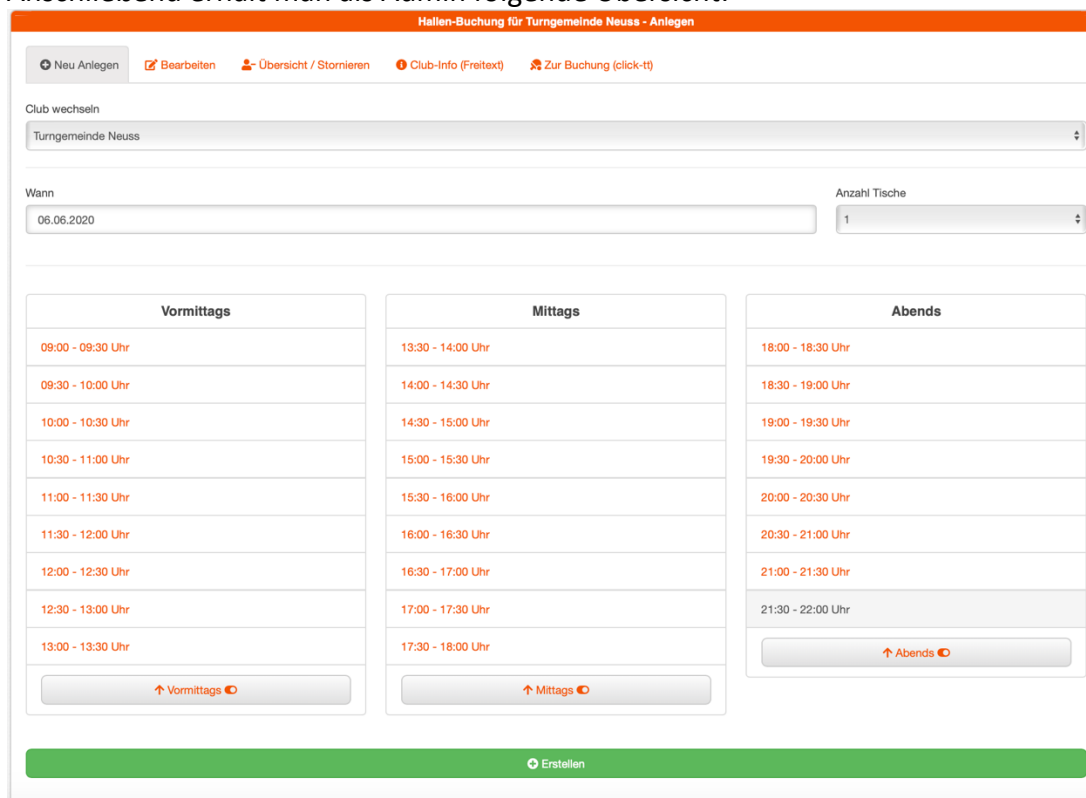 Anschließend erhält man als Admin folgende Übersicht:
Hallen-Buchung für Turngemeinde Neuss - Anlegen
Neu Anlegen Bearbeiten Übersicht / Stornieren Club-Info (Freitext) Zur Buchung (click-tt)
Club wechseln
Turngemeinde Neuss
Wann Anzahl Tische
06.06.2020 1
Vormittags Mittags Abends
09:00 - 09:30 Uhr 13:30 - 14:00 Uhr 18:00 - 18:30 Uhr
09:30 - 10:00 Uhr 14:00 - 14:30 Uhr 18:30 - 19:00 Uhr
10:00 - 10:30 Uhr 14:30 - 15:00 Uhr 19:00 - 19:30 Uhr
10:30 - 11:00 Uhr 15:00 - 15:30 Uhr 19:30 - 20:00 Uhr
11:00 - 11:30 Uhr 15:30 - 16:00 Uhr 20:00 - 20:30 Uhr
11:30 - 12:00 Uhr 16:00 - 16:30 Uhr 20:30 - 21:00 Uhr
12:00 - 12:30 Uhr 16:30 - 17:00 Uhr 21:00 - 21:30 Uhr
12:30 - 13:00 Uhr 17:00 - 17:30 Uhr 21:30 - 22:00 Uhr
13:00 - 13:30 Uhr 17:30 - 18:00 Uhr Abends
Vormittags Mittags
Erstellen